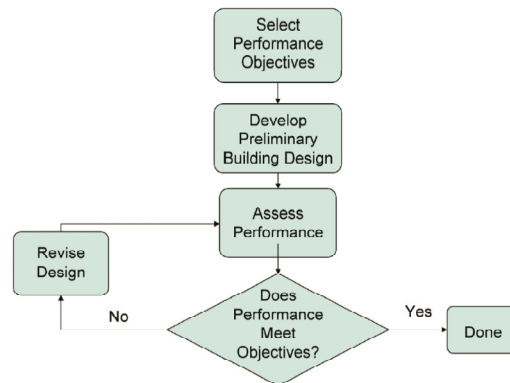 Select
Performance
Objectives
Develop
Preliminary
Building Design
Assess
Performance
Revise
Design
Does
Performance
Meet
Objectives?
No
Yes
Done